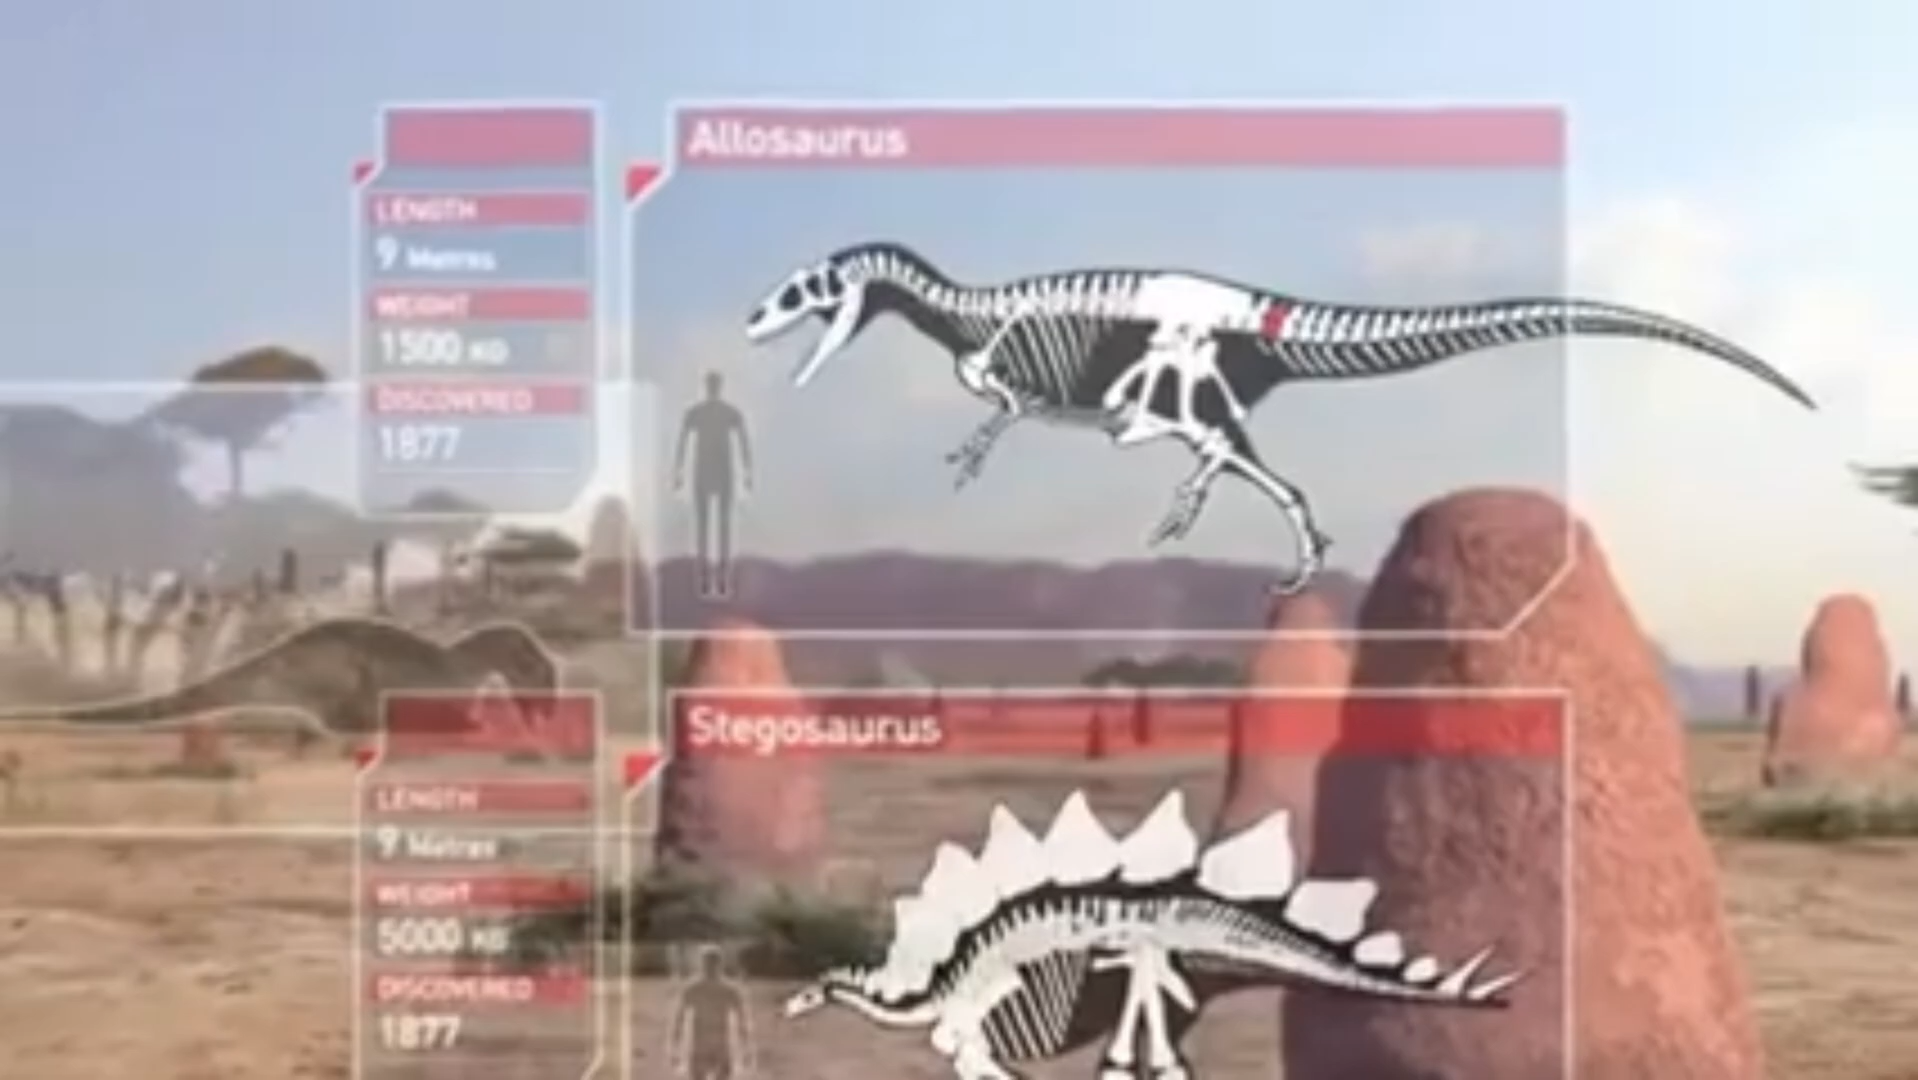 Allosaurus
LENGTH
9 Metres
WEIGHT
1500 KG
DISCOVERED
1877
Stegosaurus
LENGTH
9 Metres
WEIGHT
5000 KG
DISCOVERED
1877